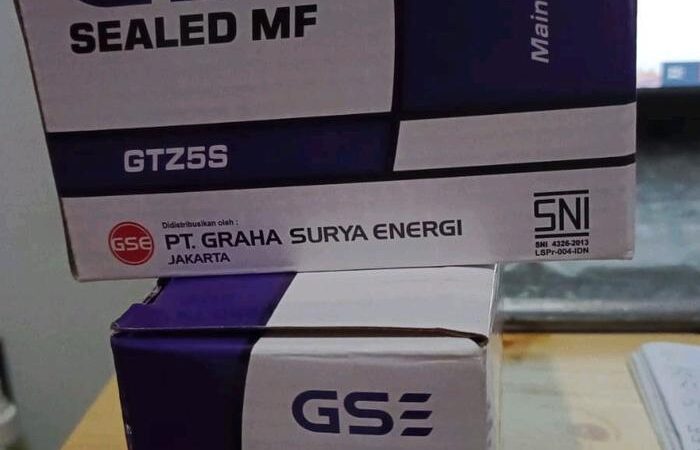 SEALED MF
Main
GTZ5S
Didistribusikan oleh :
GSE
PT. GRAHA SURYA ENERGI
JAKARTA
SNI
SNI 4326-2013
LSPr-004-IDN
GSE